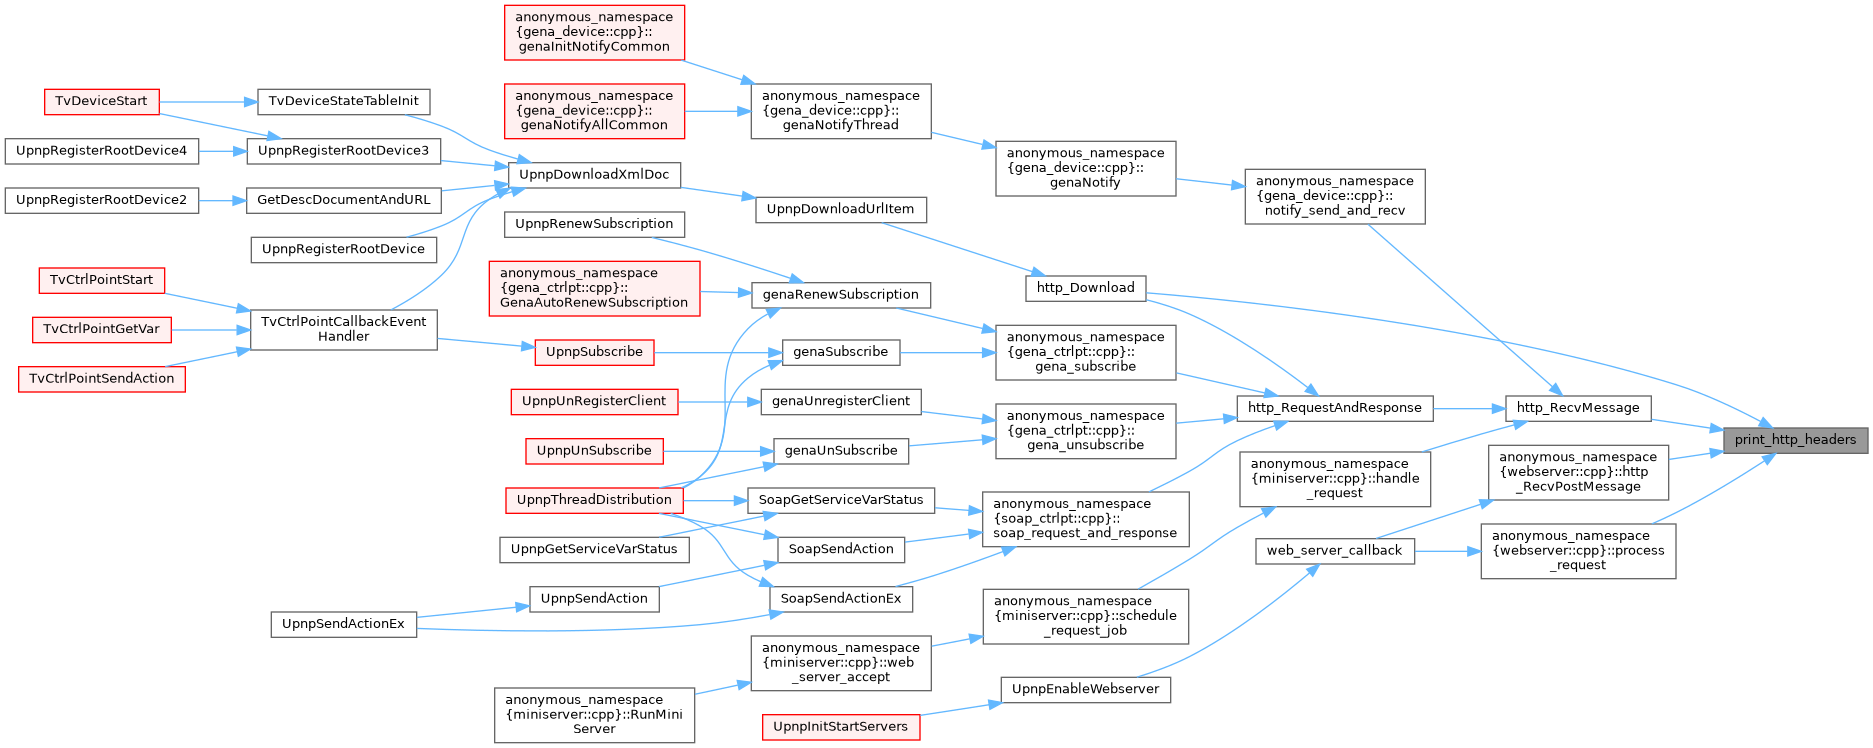 anonymous_namespace
{gena_device::cpp}::
genaInitNotifyCommon
TvDeviceStart
TvDeviceStateTableInit
anonymous_namespace
{gena_device::cpp}::
genaNotifyAllCommon
anonymous_namespace
{gena_device::cpp}::
genaNotifyThread
UpnpRegisterRootDevice4
UpnpRegisterRootDevice3
anonymous_namespace
{gena_device::cpp}::
genaNotify
UpnpDownloadXmlDoc
anonymous_namespace
{gena_device::cpp}::
notify_send_and_recv
UpnpRegisterRootDevice2
GetDescDocumentAndURL
UpnpDownloadUrlItem
UpnpRenewSubscription
UpnpRegisterRootDevice
TvCtrlPointStart
anonymous_namespace
{gena_ctrlpt::cpp}::
GenaAutoRenewSubscription
genaRenewSubscription
http_Download
TvCtrlPointGetVar
TvCtrlPointCallbackEvent
Handler
UpnpSubscribe
genaSubscribe
anonymous_namespace
{gena_ctrlpt::cpp}::
gena_subscribe
TvCtrlPointSendAction
UpnpUnRegisterClient
genaUnregisterClient
anonymous_namespace
{gena_ctrlpt::cpp}::
gena_unsubscribe
http_RequestAndResponse
http_RecvMessage
print_http_headers
UpnpUnSubscribe
genaUnSubscribe
anonymous_namespace
{miniserver::cpp}::handle
_request
anonymous_namespace
{webserver::cpp}::http
_RecvPostMessage
UpnpThreadDistribution
SoapGetServiceVarStatus
anonymous_namespace
{soap_ctrlpt::cpp}::
soap_request_and_response
UpnpGetServiceVarStatus
SoapSendAction
web_server_callback
anonymous_namespace
{webserver::cpp}::process
_request
UpnpSendAction
SoapSendActionEx
anonymous_namespace
{miniserver::cpp}::schedule
_request_job
UpnpSendActionEx
anonymous_namespace
{miniserver::cpp}::web
_server_accept
UpnpEnableWebserver
anonymous_namespace
{miniserver::cpp}::RunMini
Server
UpnpInitStartServers